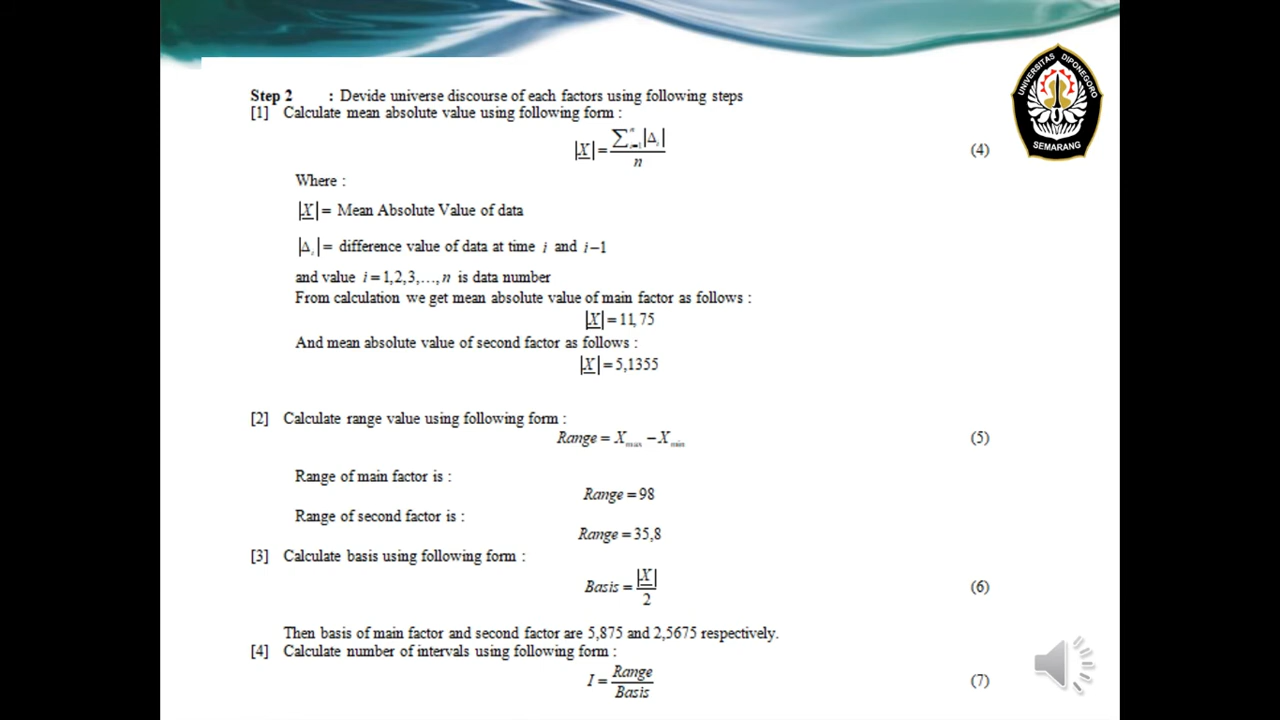 UNIVERSITAS DIPONEGORO
SEMARANG
Step 2 : Devide universe discourse of each factors using following steps
[1] Calculate mean absolute value using following form :
|X| = ∑ⁿᵢ₌₁|Δᵢ| / n (4)
Where :
|X| = Mean Absolute Value of data
|Δᵢ| = difference value of data at time i and i−1
and value i = 1,2,3,…,n is data number
From calculation we get mean absolute value of main factor as follows :
|X| = 11,75
And mean absolute value of second factor as follows :
|X| = 5,1355
[2] Calculate range value using following form :
Range = Xmax − Xmin (5)
Range of main factor is :
Range = 98
Range of second factor is :
Range = 35,8
[3] Calculate basis using following form :
Basis = |X| / 2 (6)
Then basis of main factor and second factor are 5,875 and 2,5675 respectively.
[4] Calculate number of intervals using following form :
I = Range / Basis (7)